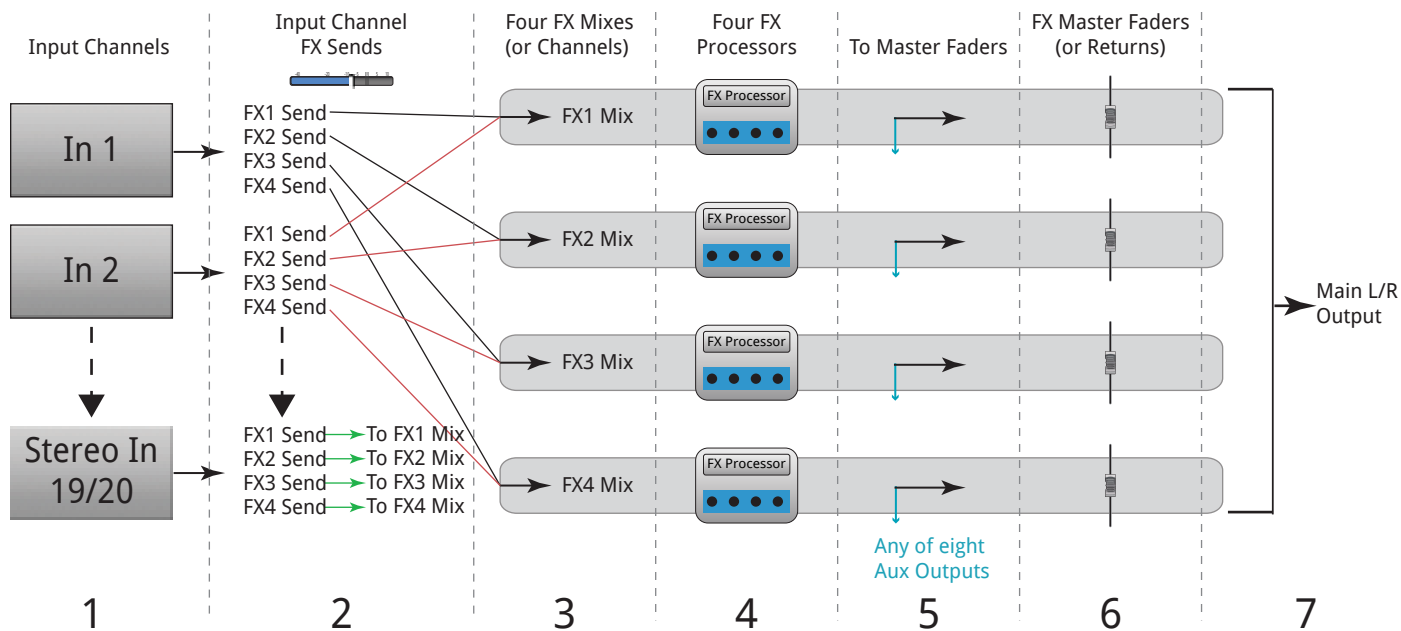 Input Channels
Input Channel
FX Sends
Four FX Mixes
(or Channels)
Four FX
Processors
To Master Faders
FX Master Faders
(or Returns)
In 1
FX1 Send
FX2 Send
FX3 Send
FX4 Send
FX1 Mix
FX Processor
In 2
FX1 Send
FX2 Send
FX3 Send
FX4 Send
FX2 Mix
FX Processor
Main L/R
Output
FX3 Mix
FX Processor
Stereo In
19/20
FX1 Send To FX1 Mix
FX2 Send To FX2 Mix
FX3 Send To FX3 Mix
FX4 Send To FX4 Mix
FX4 Mix
FX Processor
Any of eight
Aux Outputs
1 2 3 4 5 6 7